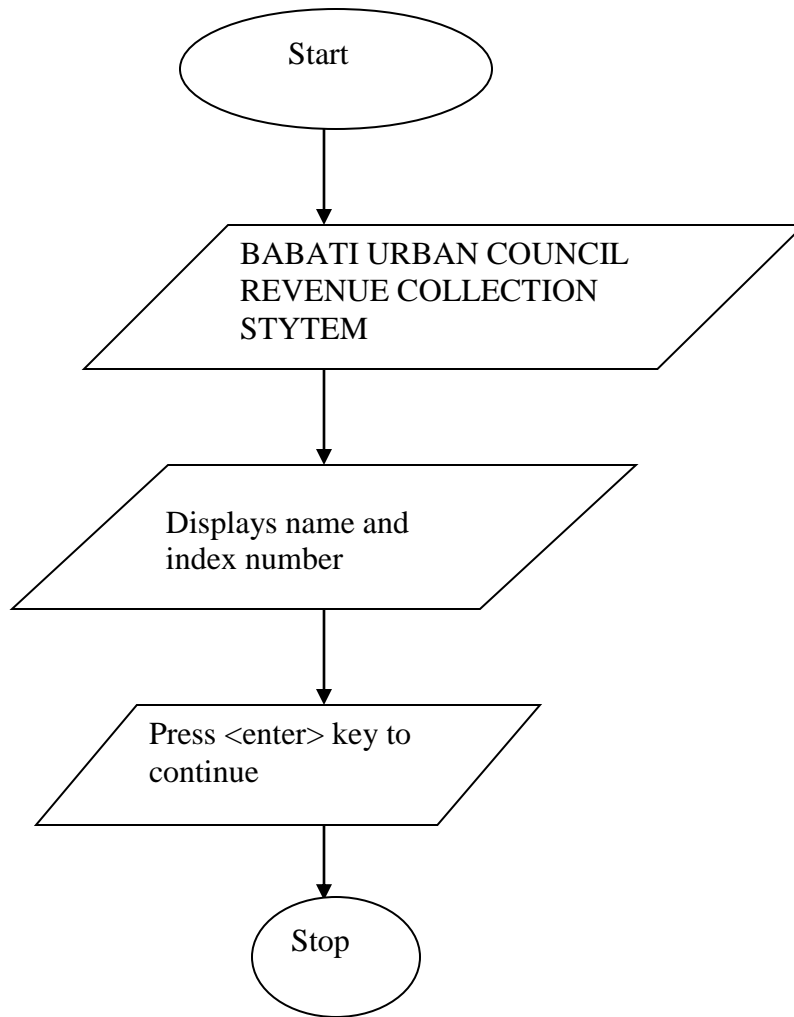 Start
BABATI URBAN COUNCIL
REVENUE COLLECTION
STYTEM
Displays name and
index number
Press <enter> key to
continue
Stop